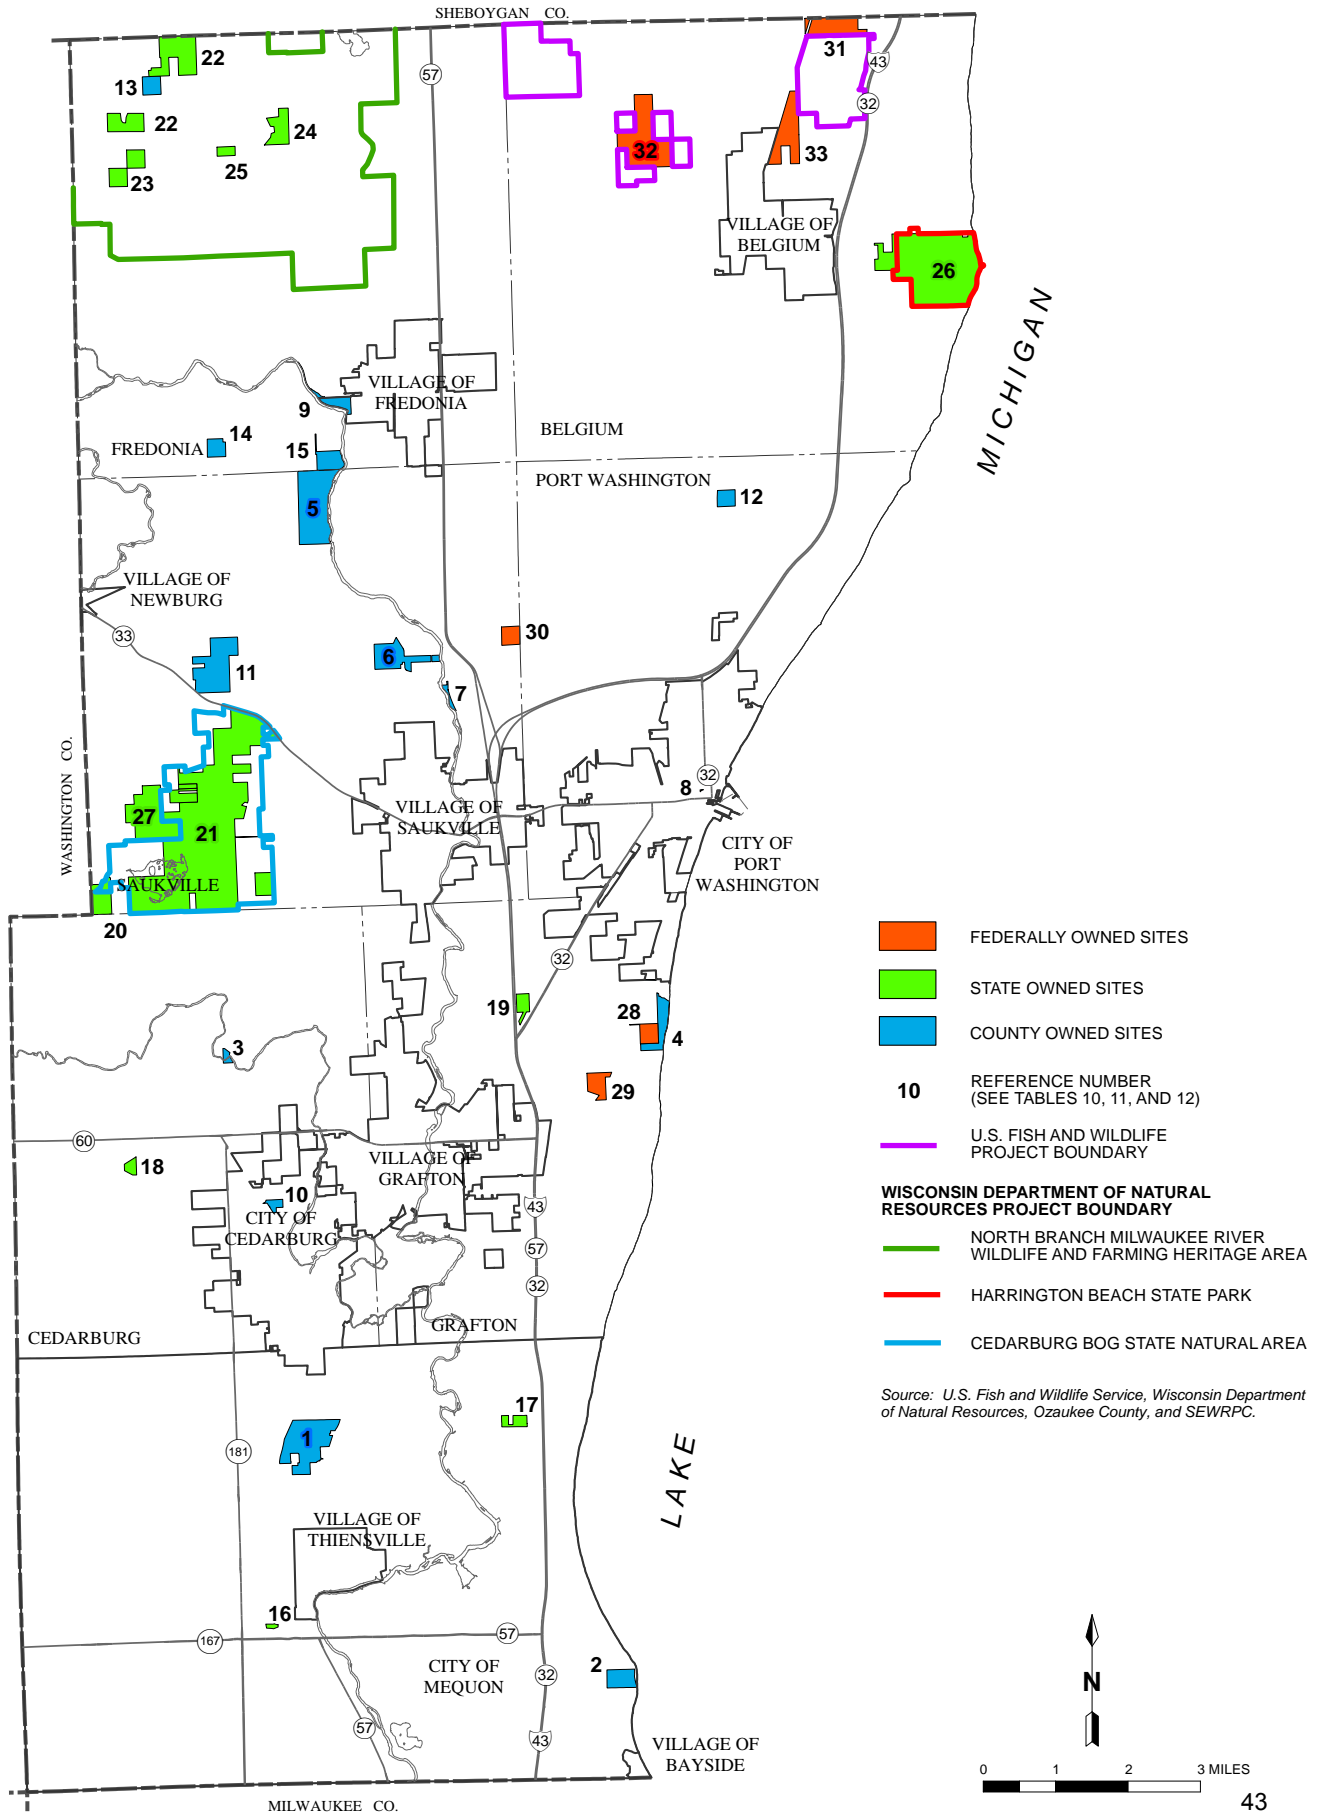 SHEBOYGAN CO.
22
31
43
57
13
32
22
24
32
33
25
23
VILLAGE OF
BELGIUM
26
MICHIGAN
VILLAGE OF
FREDONIA
9
14
BELGIUM
FREDONIA
15
PORT WASHINGTON
12
5
VILLAGE OF
NEWBURG
33
30
6
11
7
WASHINGTON CO.
32
8
27
21
VILLAGE OF
SAUKVILLE
CITY OF
PORT
WASHINGTON
SAUKVILLE
20
32
19
28
4
3
29
60
18
VILLAGE OF
GRAFTON
10
CITY OF
CEDARBURG
43
57
32
CEDARBURG
GRAFTON
17
1
181
LAKE
VILLAGE OF
THIENSVILLE
16
167
57
CITY OF
MEQUON
32
2
57
43
VILLAGE OF
BAYSIDE
MILWAUKEE CO.
FEDERALLY OWNED SITES
STATE OWNED SITES
COUNTY OWNED SITES
10
REFERENCE NUMBER
(SEE TABLES 10, 11, AND 12)
U.S. FISH AND WILDLIFE
PROJECT BOUNDARY
WISCONSIN DEPARTMENT OF NATURAL
RESOURCES PROJECT BOUNDARY
NORTH BRANCH MILWAUKEE RIVER
WILDLIFE AND FARMING HERITAGE AREA
HARRINGTON BEACH STATE PARK
CEDARBURG BOG STATE NATURAL AREA
Source: U.S. Fish and Wildlife Service, Wisconsin Department
of Natural Resources, Ozaukee County, and SEWRPC.
N
0 1 2 3 MILES
43